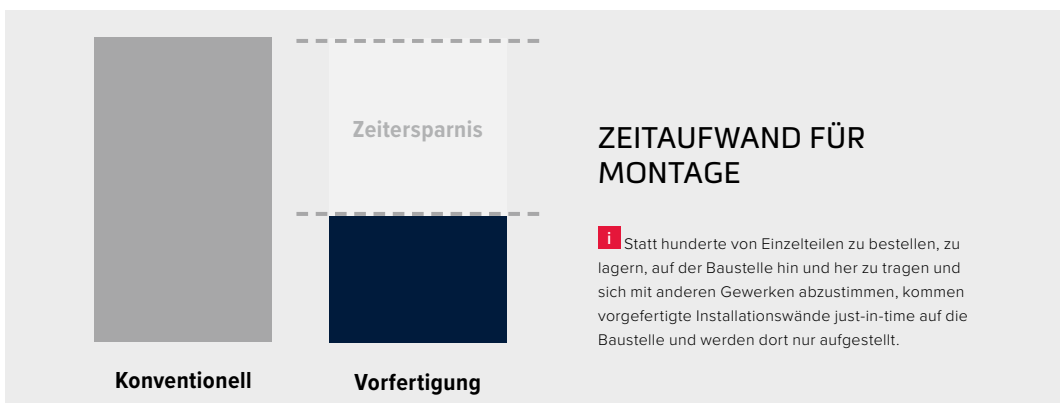 Zeitersparnis
Konventionell
Vorfertigung
ZEITAUFWAND FÜR
MONTAGE
i Statt hunderte von Einzelteilen zu bestellen, zu
lagern, auf der Baustelle hin und her zu tragen und
sich mit anderen Gewerken abzustimmen, kommen
vorgefertigte Installationswände just-in-time auf die
Baustelle und werden dort nur aufgestellt.